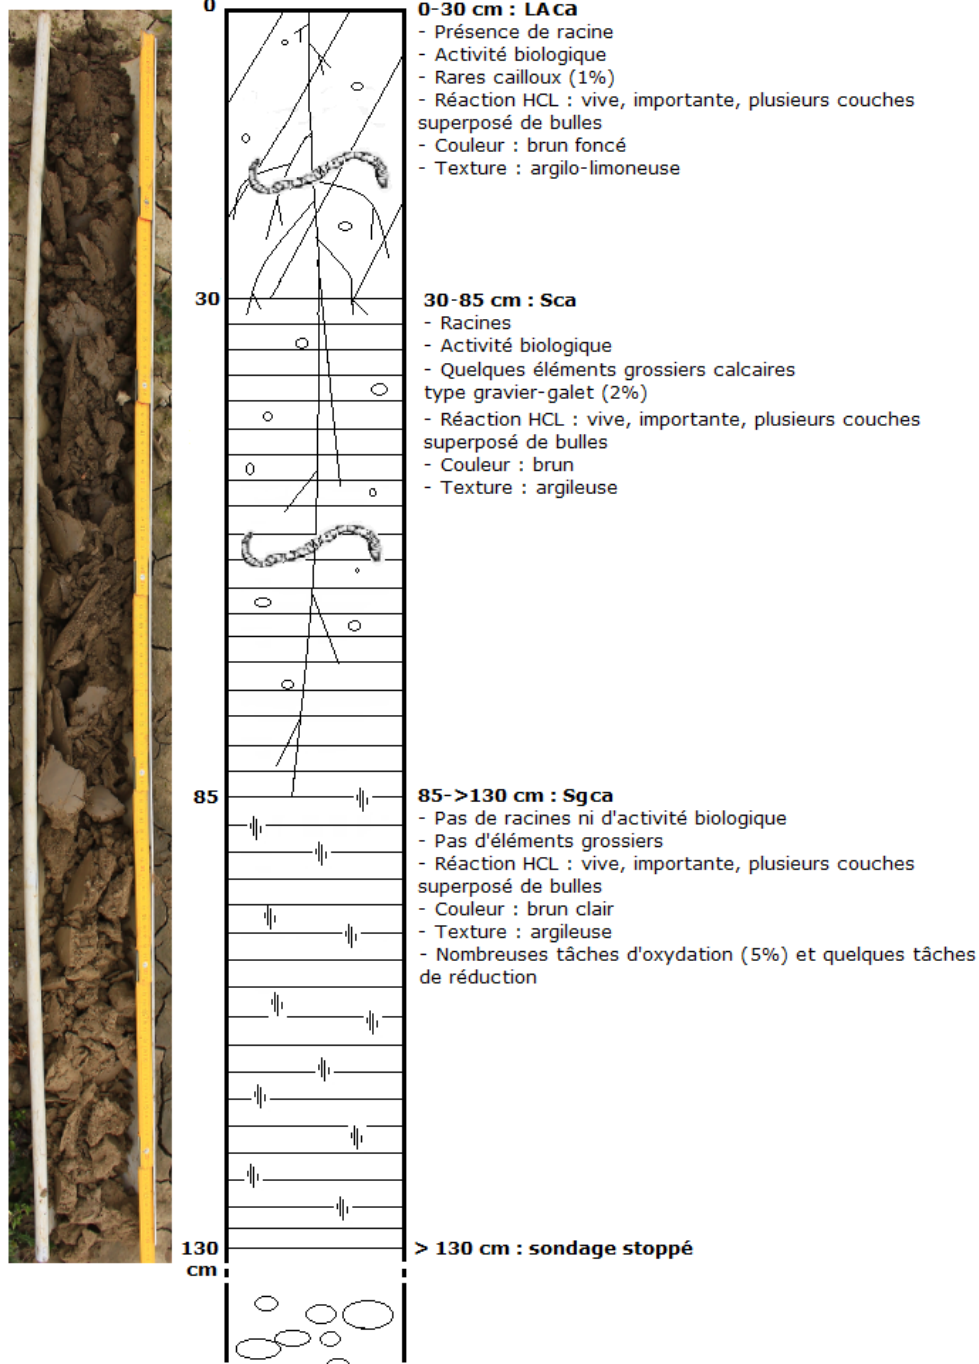 0
0-30 cm : LAca
- Présence de racine
- Activité biologique
- Rares cailloux (1%)
- Réaction HCL : vive, importante, plusieurs couches
superposé de bulles
- Couleur : brun foncé
- Texture : argilo-limoneuse
30
30-85 cm : Sca
- Racines
- Activité biologique
- Quelques éléments grossiers calcaires
type gravier-galet (2%)
- Réaction HCL : vive, importante, plusieurs couches
superposé de bulles
- Couleur : brun
- Texture : argileuse
85
85->130 cm : Sgca
- Pas de racines ni d'activité biologique
- Pas d'éléments grossiers
- Réaction HCL : vive, importante, plusieurs couches
superposé de bulles
- Couleur : brun clair
- Texture : argileuse
- Nombreuses tâches d'oxydation (5%) et quelques tâches
de réduction
130
cm
> 130 cm : sondage stoppé